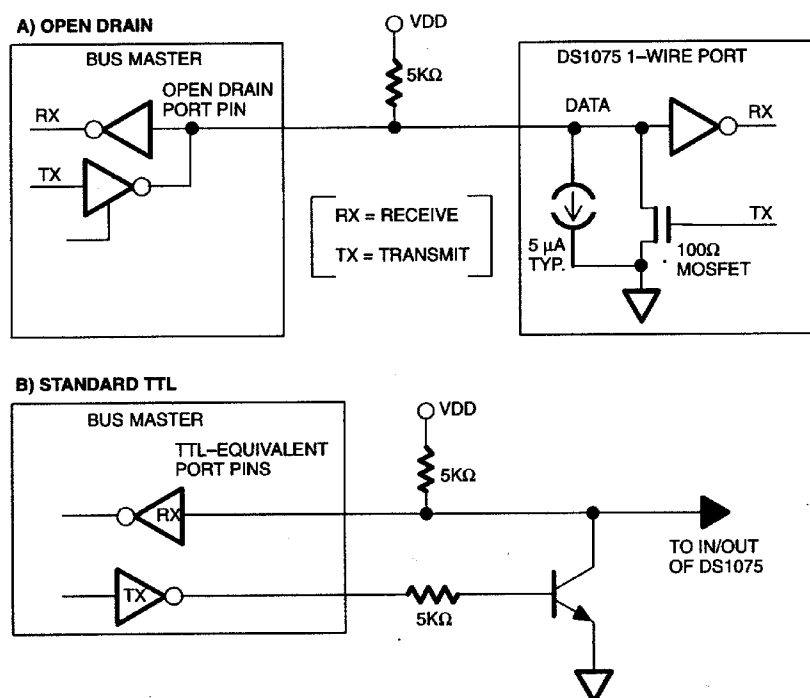 A) OPEN DRAIN
VDD
BUS MASTER
DS1075 1–WIRE PORT
5KΩ
OPEN DRAIN
PORT PIN
RX
DATA
RX
TX
RX = RECEIVE
TX = TRANSMIT
TX
5 µA
TYP.
100Ω
MOSFET
B) STANDARD TTL
BUS MASTER
VDD
TTL–EQUIVALENT
PORT PINS
5KΩ
RX
TO IN/OUT
OF DS1075
TX
5KΩ